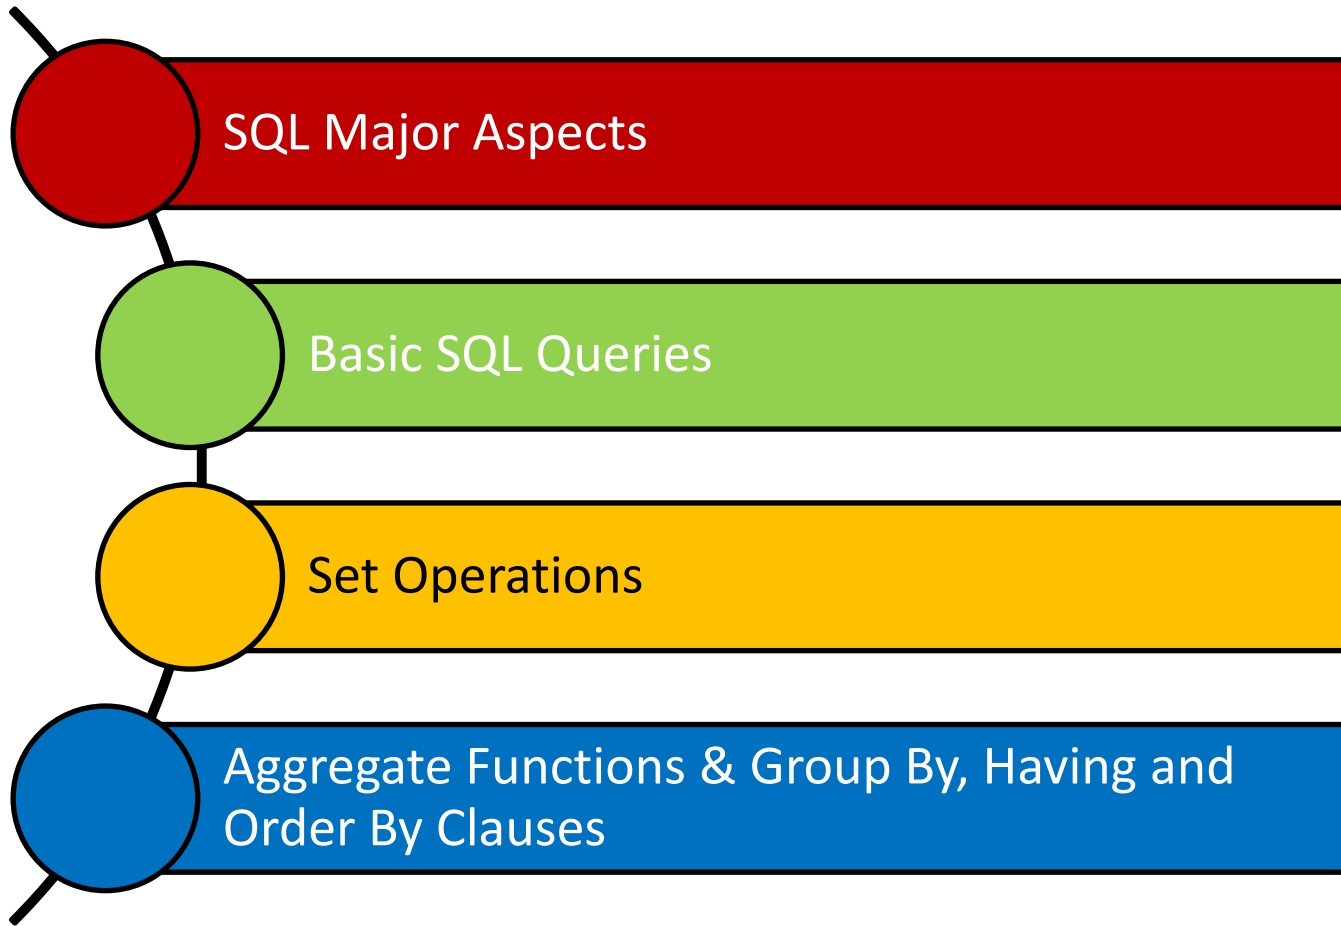 SQL Major Aspects
Basic SQL Queries
Set Operations
Aggregate Functions & Group By, Having and
Order By Clauses